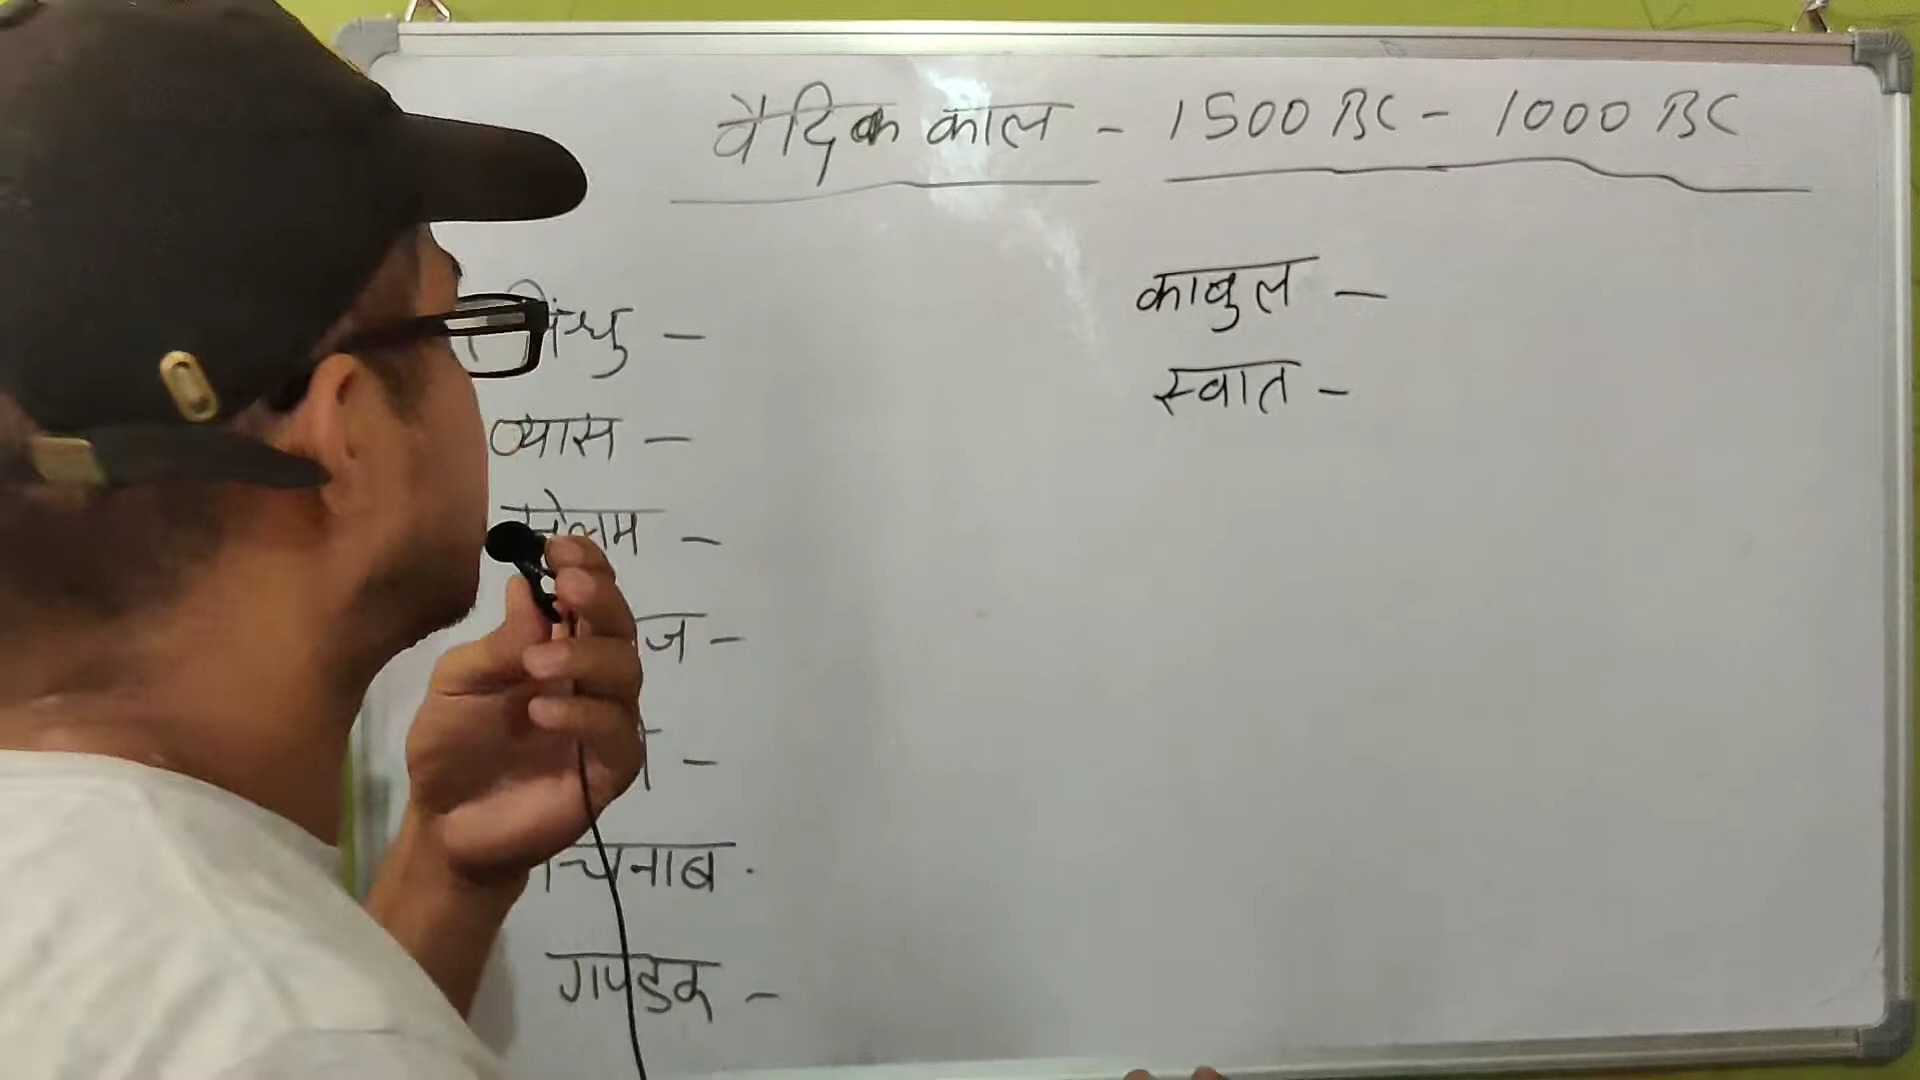 वैदिक काल - 1500 BC - 1000 BC
सिंधु -
व्यास -
झेलम -
चिनाब .
गण्डक -
काबुल -
स्वात -